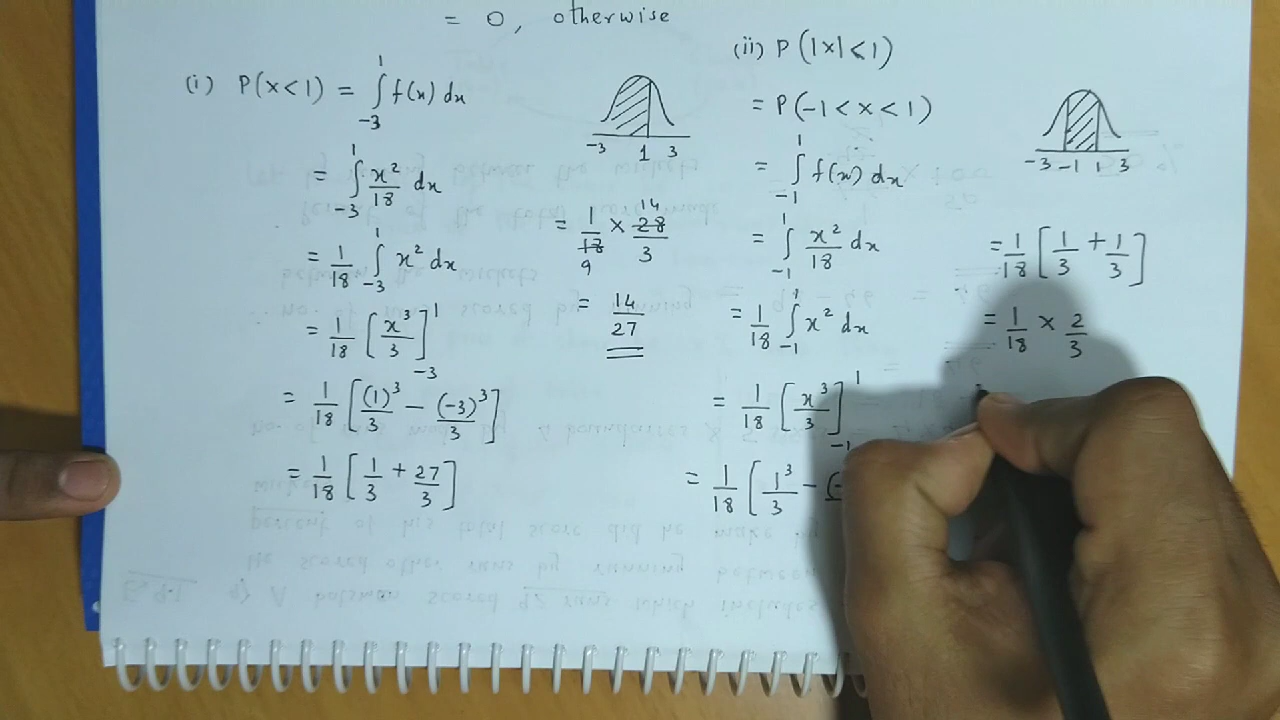 = 0, otherwise
(i) P(x<1) = ∫_{-3}^{1} f(x) dx
-3 1 3
= ∫_{-3}^{1} x²/18 dx
= 1/18 ∫_{-3}^{1} x² dx
= 1/18 [x³/3]_{-3}^{1}
= 1/18 [(1)³/3 - (-3)³/3]
= 1/18 [1/3 + 27/3]
= 1/18 × 28/3
9 14
= 14/27
(ii) P(|x|<1)
= P(-1 < x < 1)
-3 -1 1 3
= ∫_{-1}^{1} f(x) dx
= ∫_{-1}^{1} x²/18 dx
= 1/18 ∫_{-1}^{1} x² dx
= 1/18 [x³/3]_{-1}^{1}
= 1/18 [1³/3 - (-
= 1/18 [1/3 + 1/3]
= 1/18 × 2/3